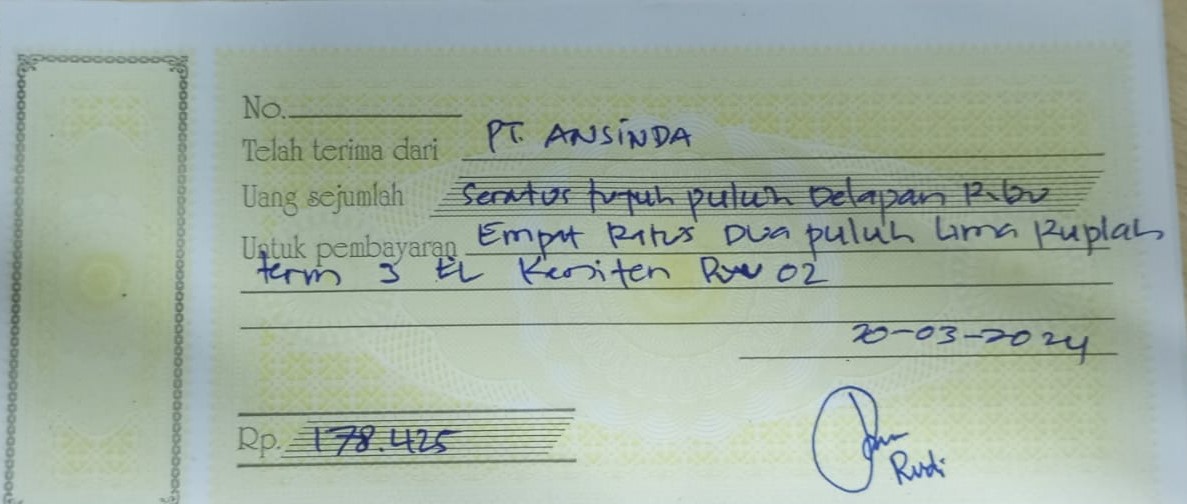 No.
Telah terima dari PT. ANSINDA
Uang sejumlah Seratus tujuh puluh Delapan Ribu
Untuk pembayaran Empat Ratus Dua puluh Lima Rupiah
term 3 EL Kersiten RW 02
20-03-2024
Rp. 178.425
Rudi